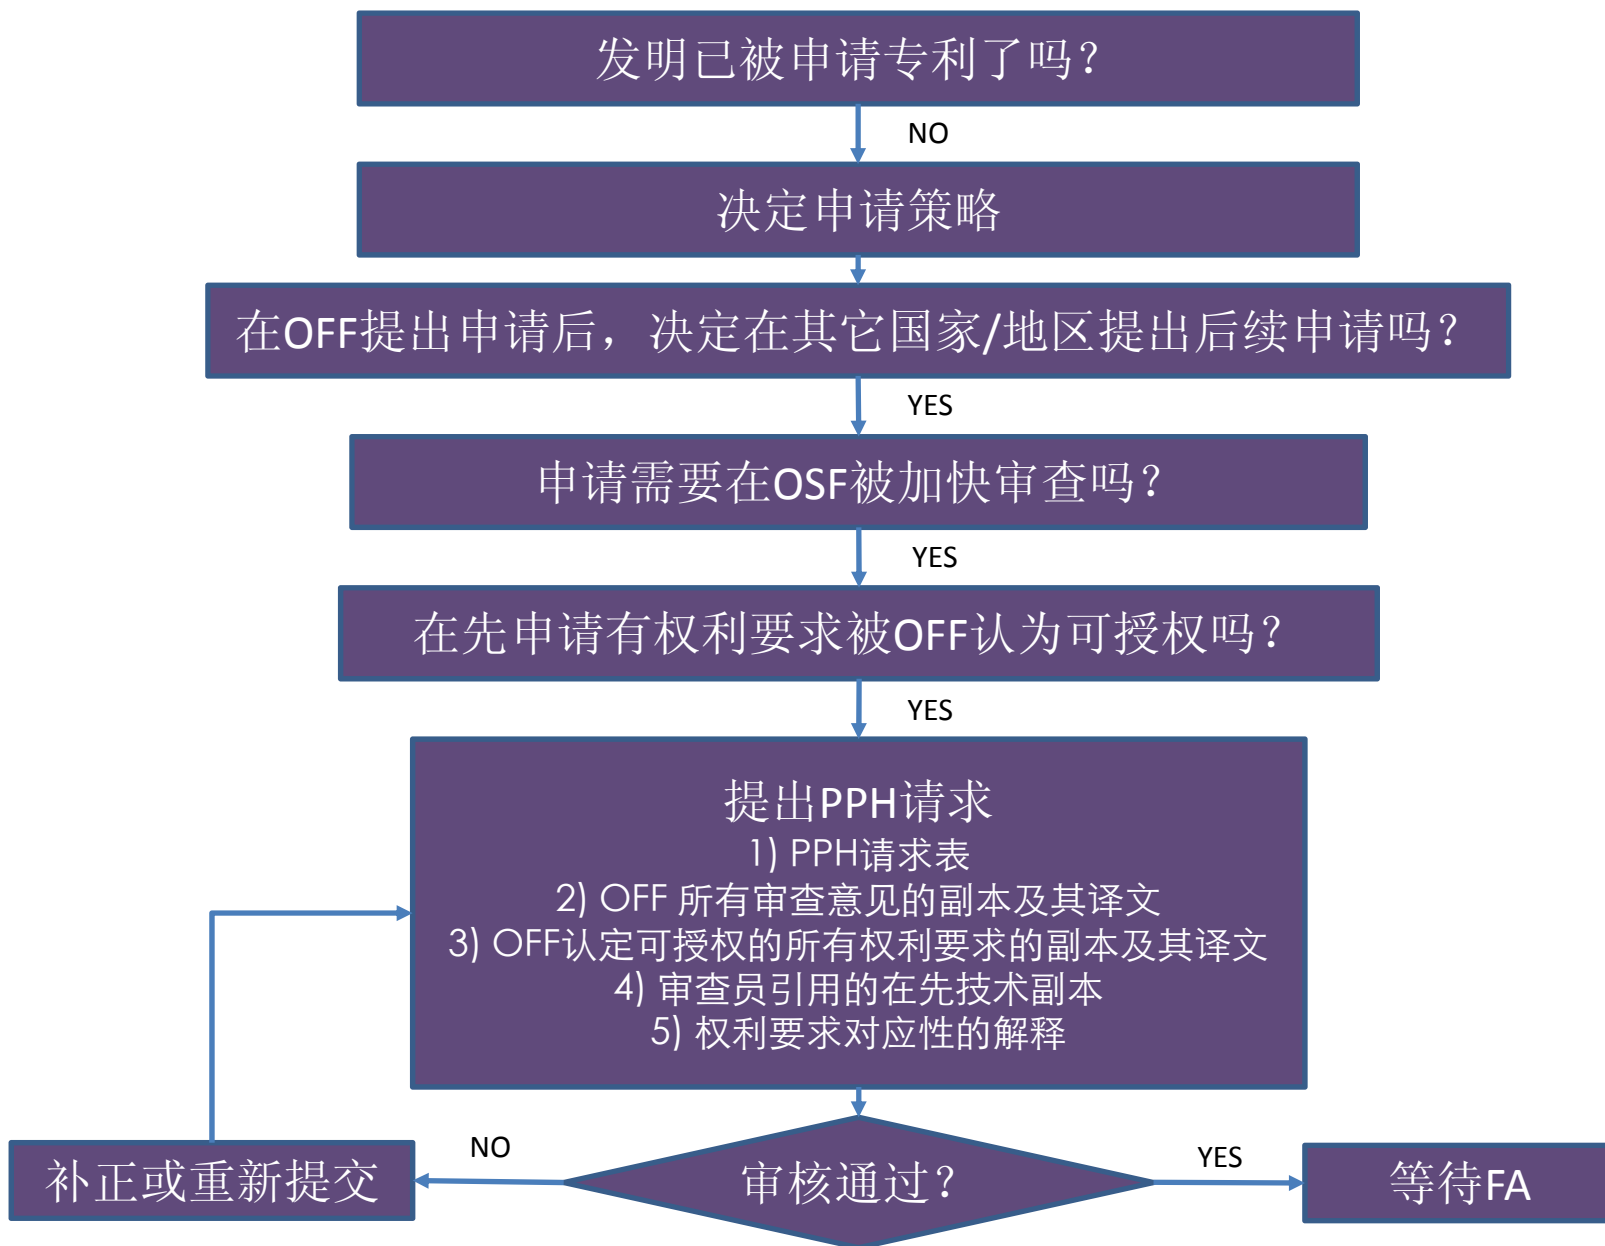 发明已被申请专利了吗？
NO
决定申请策略
在OFF提出申请后，决定在其它国家/地区提出后续申请吗？
YES
申请需要在OSF被加快审查吗？
YES
在先申请有权利要求被OFF认为可授权吗？
YES
提出PPH请求
1) PPH请求表
2) OFF 所有审查意见的副本及其译文
3) OFF认定可授权的所有权利要求的副本及其译文
4) 审查员引用的在先技术副本
5) 权利要求对应性的解释
NO
YES
补正或重新提交
审核通过？
等待FA